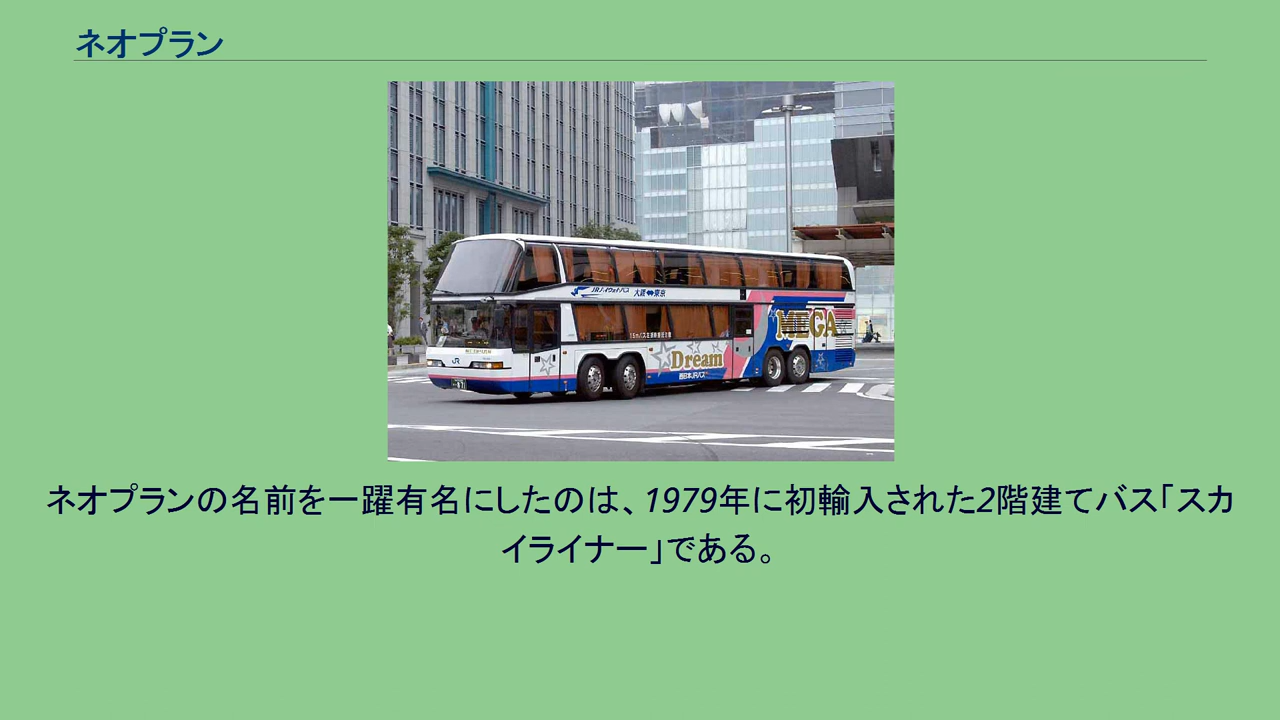 ネオプラン
JRハイウェイバス 大阪 東京
MEGA
Dream
西日本JRバス
JR
ネオプランの名前を一躍有名にしたのは、1979年に初輸入された2階建てバス「スカ
イライナー」である。